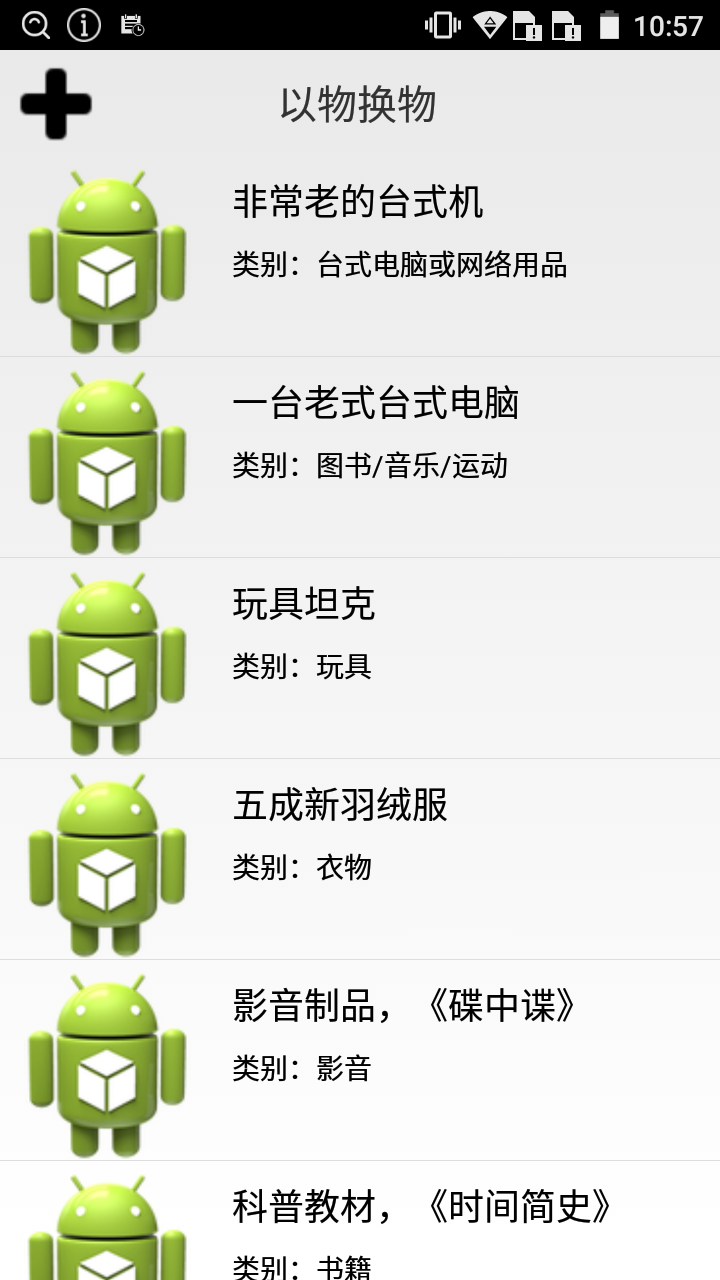 10:57
以物换物
非常老的台式机
类别：台式电脑或网络用品
一台老式台式电脑
类别：图书/音乐/运动
玩具坦克
类别：玩具
五成新羽绒服
类别：衣物
影音制品，《碟中谍》
类别：影音
科普教材，《时间简史》
类别：书籍